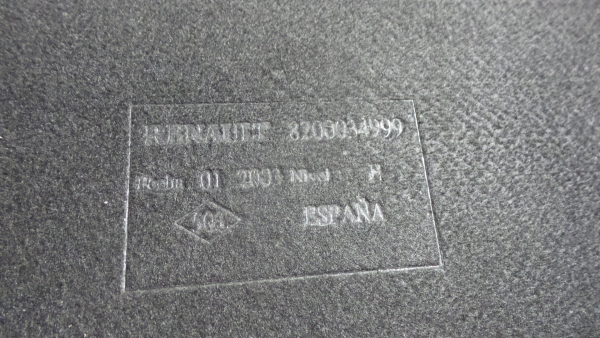 RENAULT 8200034999
Fecha 01 2003 Nivel H
ESPAÑA